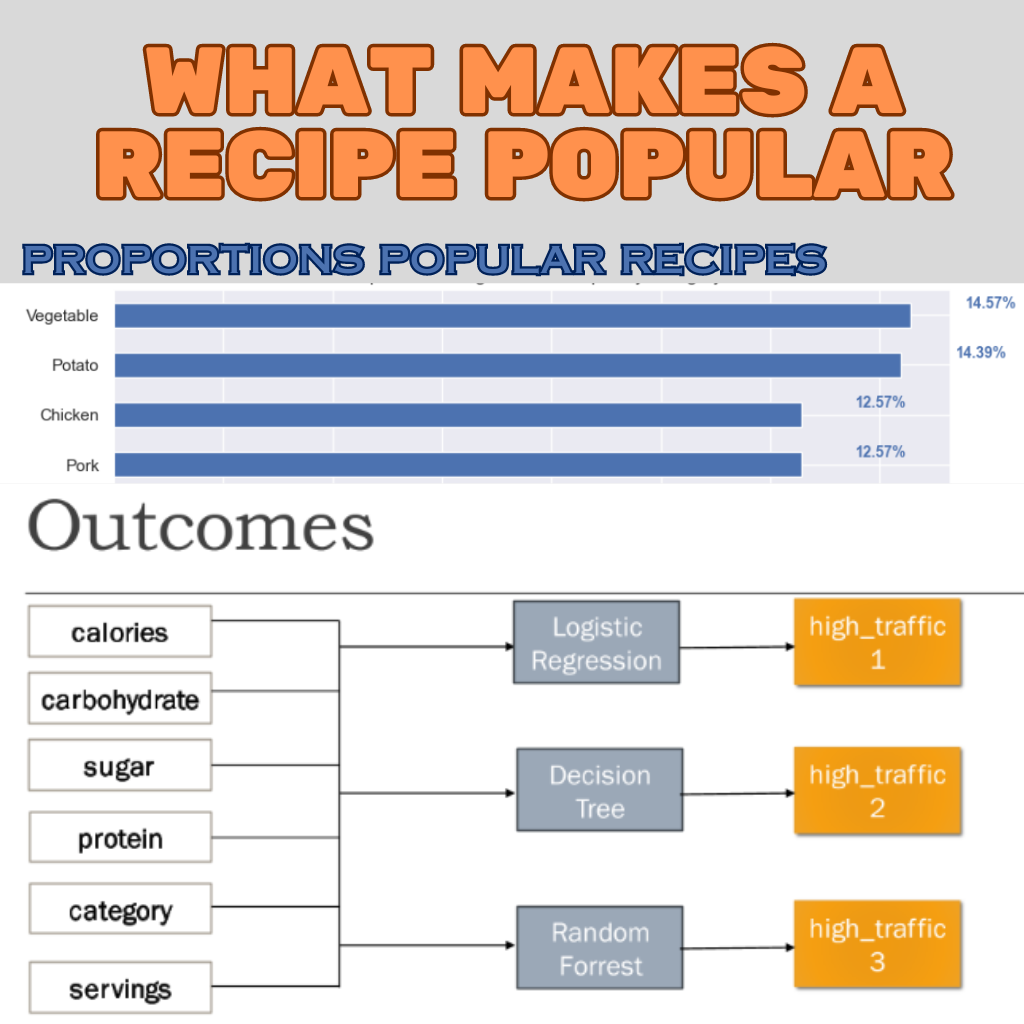 WHAT MAKES A
RECIPE POPULAR
PROPORTIONS POPULAR RECIPES
Vegetable 14.57%
Potato 14.39%
Chicken 12.57%
Pork 12.57%
Outcomes
calories
carbohydrate
sugar
protein
category
servings
Logistic
Regression
high_traffic
1
Decision
Tree
high_traffic
2
Random
Forrest
high_traffic
3